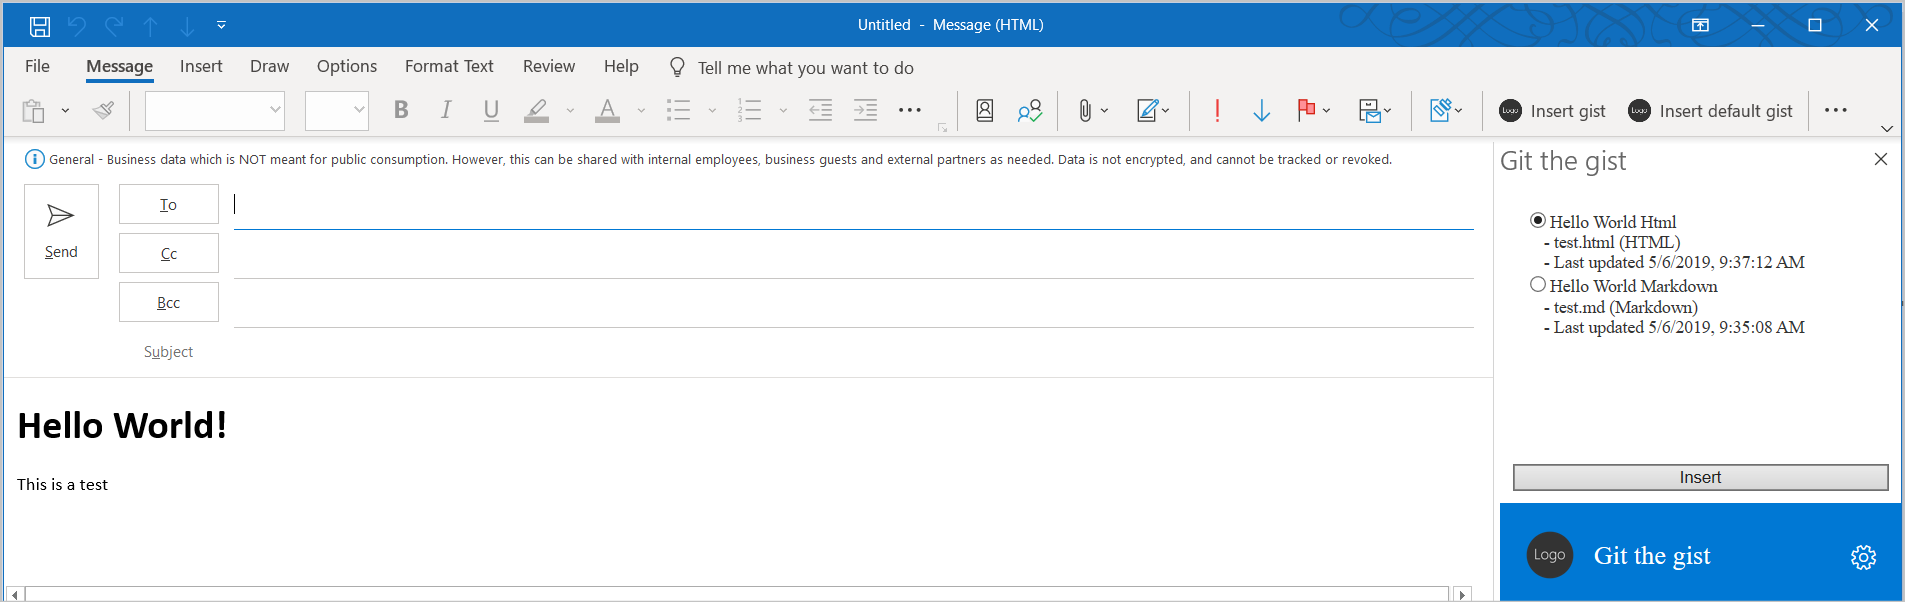 Untitled - Message (HTML)
File Message Insert Draw Options Format Text Review Help Tell me what you want to do
B I U A Logo Insert gist Logo Insert default gist
General - Business data which is NOT meant for public consumption. However, this can be shared with internal employees, business guests and external partners as needed. Data is not encrypted, and cannot be tracked or revoked.
Send
To
Cc
Bcc
Subject
Hello World!
This is a test
Git the gist
Hello World Html
- test.html (HTML)
- Last updated 5/6/2019, 9:37:12 AM
Hello World Markdown
- test.md (Markdown)
- Last updated 5/6/2019, 9:35:08 AM
Insert
Logo Git the gist